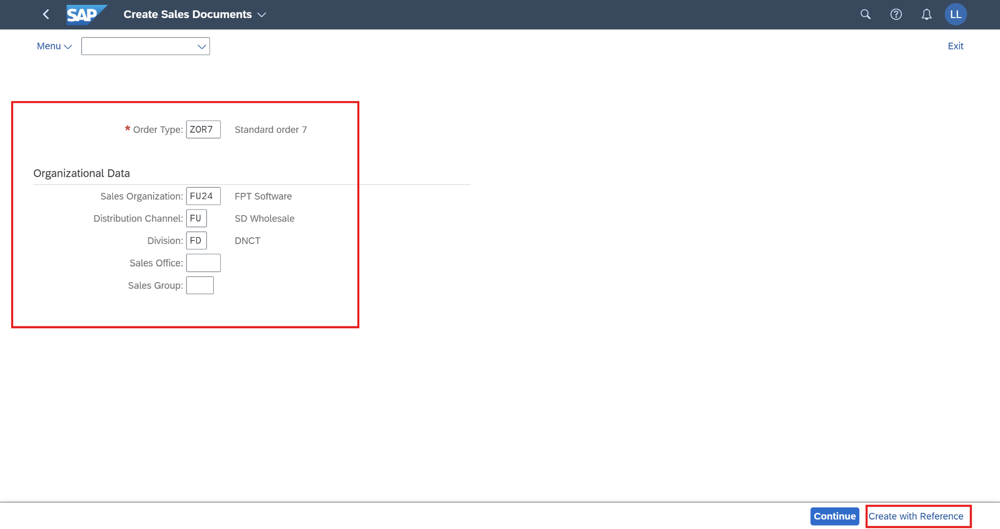 SAP Create Sales Documents LL
Menu Exit
* Order Type: ZOR7 Standard order 7
Organizational Data
Sales Organization: FU24 FPT Software
Distribution Channel: FU SD Wholesale
Division: FD DNCT
Sales Office:
Sales Group:
Continue Create with Reference